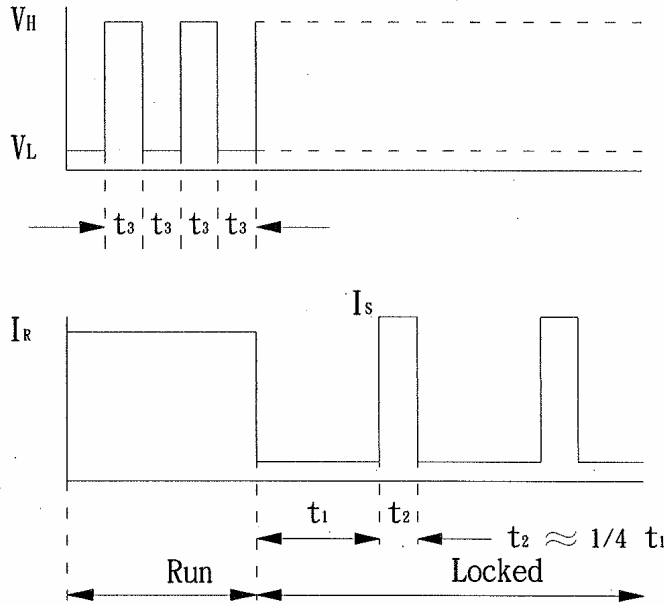 VH
VL
t3 t3 t3 t3
IS
IR
t1 t2 t2 ≈ 1/4 t1
Run Locked